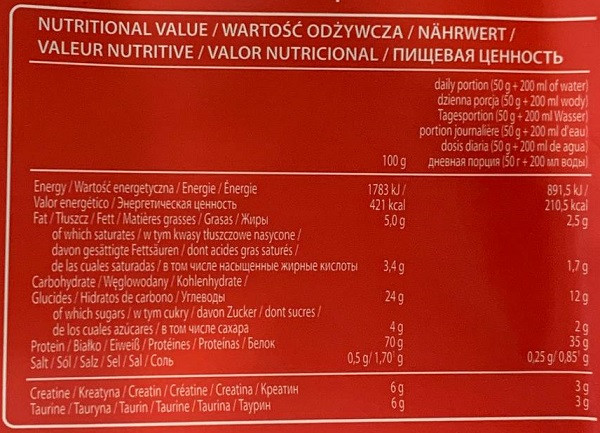 NUTRITIONAL VALUE / WARTOŚĆ ODŻYWCZA / NÄHRWERT /
VALEUR NUTRITIVE / VALOR NUTRICIONAL / ПИЩЕВАЯ ЦЕННОСТЬ
daily portion (50 g + 200 ml of water)
dzienna porcja (50 g + 200 ml wody)
Tagesportion (50 g + 200 ml Wasser)
portion journalière (50 g + 200 ml d'eau)
dosis diaria (50 g + 200 ml de agua)
100 g дневная порция (50 г + 200 мл воды)
Energy / Wartość energetyczna / Energie / Énergie 1783 kJ / 891,5 kJ /
Valor energético / Энергетическая ценность 421 kcal 210,5 kcal
Fat / Tłuszcz / Fett / Matières grasses / Grasas / Жиры 5,0 g 2,5 g
of which saturates / w tym kwasy tłuszczowe nasycone /
davon gesättigte Fettsäuren / dont acides gras saturés /
de las cuales saturadas / в том числе насыщенные жирные кислоты 3,4 g 1,7 g
Carbohydrate / Węglowodany / Kohlenhydrate /
Glucides / Hidratos de carbono / Углеводы 24 g 12 g
of which sugars / w tym cukry / davon Zucker / dont sucres /
de los cuales azúcares / в том числе сахара 4 g 2 g
Protein / Białko / Eiweiß / Protéines / Proteínas / Белок 70 g 35 g
Salt / Sól / Salz / Sel / Sal / Соль 0,5 g/ 1,70¹ g 0,25 g/ 0,85¹ g
Creatine / Kreatyna / Creatin / Créatine / Creatina / Креатин 6 g 3 g
Taurine / Tauryna / Taurin / Taurine / Taurina / Таурин 6 g 3 g